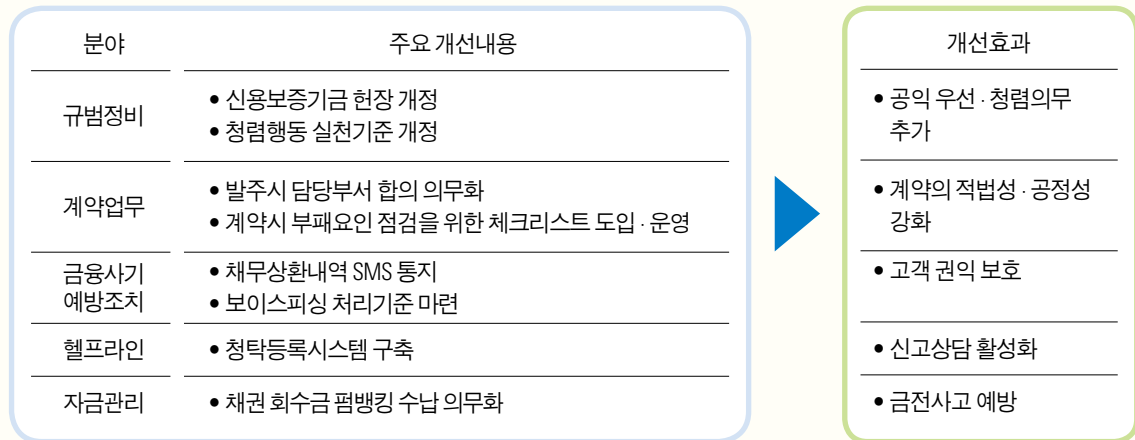 분야
주요 개선내용
규범정비
• 신용보증기금 헌장 개정
• 청렴행동 실천기준 개정
계약업무
• 발주시 담당부서 합의 의무화
• 계약시 부패요인 점검을 위한 체크리스트 도입 · 운영
금융사기
예방조치
• 채무상환내역 SMS 통지
• 보이스피싱 처리기준 마련
헬프라인
• 청탁등록시스템 구축
자금관리
• 채권 회수금 펌뱅킹 수납 의무화
개선효과
• 공익 우선 · 청렴의무
추가
• 계약의 적법성 · 공정성
강화
• 고객 권익 보호
• 신고상담 활성화
• 금전사고 예방